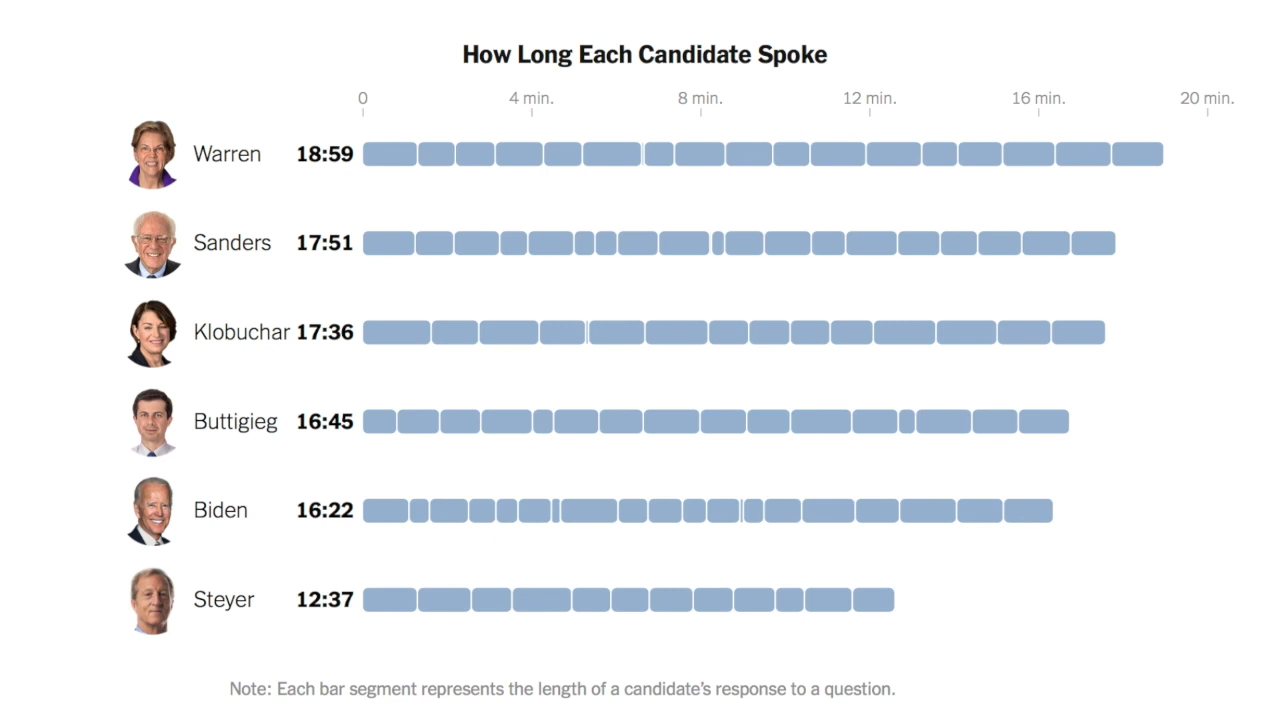 How Long Each Candidate Spoke
0 4 min. 8 min. 12 min. 16 min. 20 min.
Warren 18:59
Sanders 17:51
Klobuchar 17:36
Buttigieg 16:45
Biden 16:22
Steyer 12:37
Note: Each bar segment represents the length of a candidate’s response to a question.